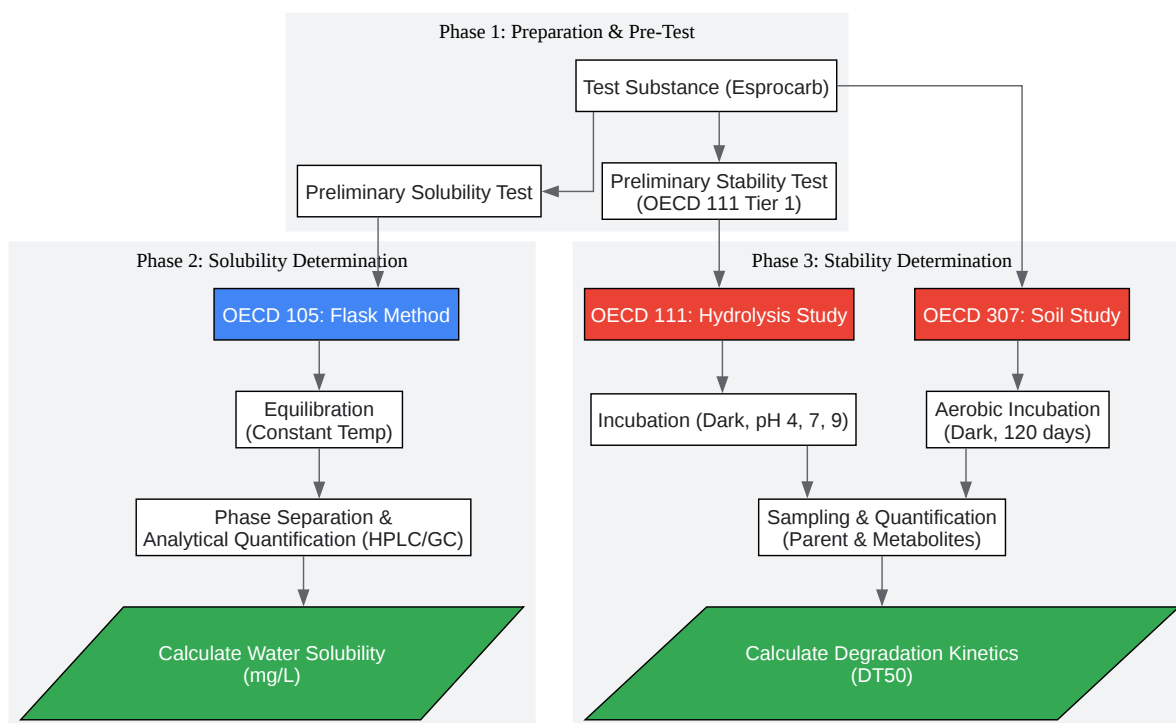 Phase 1: Preparation & Pre-Test
Test Substance (Esprocarb)
Preliminary Solubility Test
Preliminary Stability Test
(OECD 111 Tier 1)
Phase 2: Solubility Determination
OECD 105: Flask Method
Equilibration
(Constant Temp)
Phase Separation &
Analytical Quantification (HPLC/GC)
Calculate Water Solubility
(mg/L)
Phase 3: Stability Determination
OECD 111: Hydrolysis Study
OECD 307: Soil Study
Incubation (Dark, pH 4, 7, 9)
Aerobic Incubation
(Dark, 120 days)
Sampling & Quantification
(Parent & Metabolites)
Calculate Degradation Kinetics
(DT50)